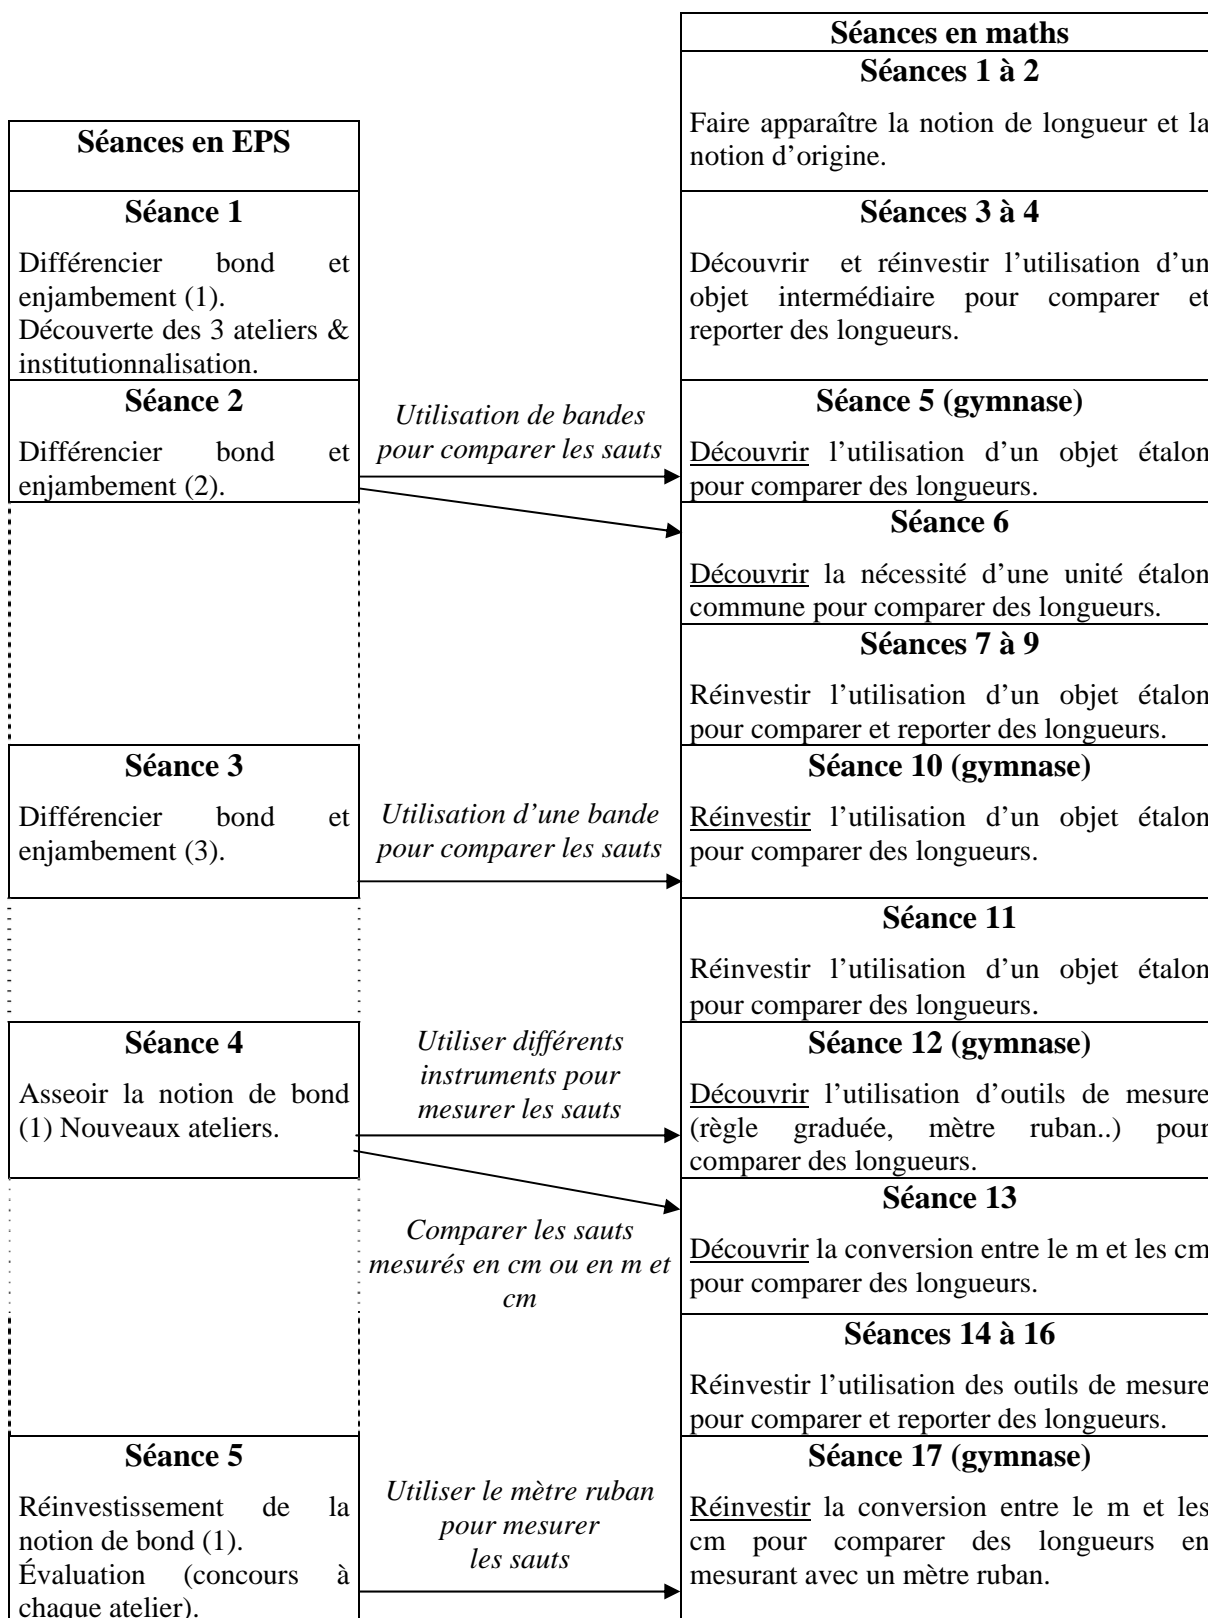 Séances en maths
Séances 1 à 2
Faire apparaître la notion de longueur et la
notion d'origine.
Séances en EPS
Séance 1
Différencier bond et
enjambement (1).
Découverte des 3 ateliers &
institutionnalisation.
Séances 3 à 4
Découvrir et réinvestir l'utilisation d'un
objet intermédiaire pour comparer et
reporter des longueurs.
Séance 2
Différencier bond et
enjambement (2).
Utilisation de bandes
pour comparer les sauts
Séance 5 (gymnase)
Découvrir l'utilisation d'un objet étalon
pour comparer des longueurs.
Séance 6
Découvrir la nécessité d'une unité étalon
commune pour comparer des longueurs.
Séances 7 à 9
Réinvestir l'utilisation d'un objet étalon
pour comparer et reporter des longueurs.
Séance 3
Différencier bond et
enjambement (3).
Utilisation d'une bande
pour comparer les sauts
Séance 10 (gymnase)
Réinvestir l'utilisation d'un objet étalon
pour comparer des longueurs.
Séance 11
Réinvestir l'utilisation d'un objet étalon
pour comparer des longueurs.
Séance 4
Asseoir la notion de bond
(1) Nouveaux ateliers.
Utiliser différents
instruments pour
mesurer les sauts
Séance 12 (gymnase)
Découvrir l'utilisation d'outils de mesure
(règle graduée, mètre ruban..) pour
comparer des longueurs.
Comparer les sauts
mesurés en cm ou en m et
cm
Séance 13
Découvrir la conversion entre le m et les cm
pour comparer des longueurs.
Séances 14 à 16
Réinvestir l'utilisation des outils de mesure
pour comparer et reporter des longueurs.
Séance 5
Réinvestissement de la
notion de bond (1).
Évaluation (concours à
chaque atelier).
Utiliser le mètre ruban
pour mesurer
les sauts
Séance 17 (gymnase)
Réinvestir la conversion entre le m et les
cm pour comparer des longueurs en
mesurant avec un mètre ruban.